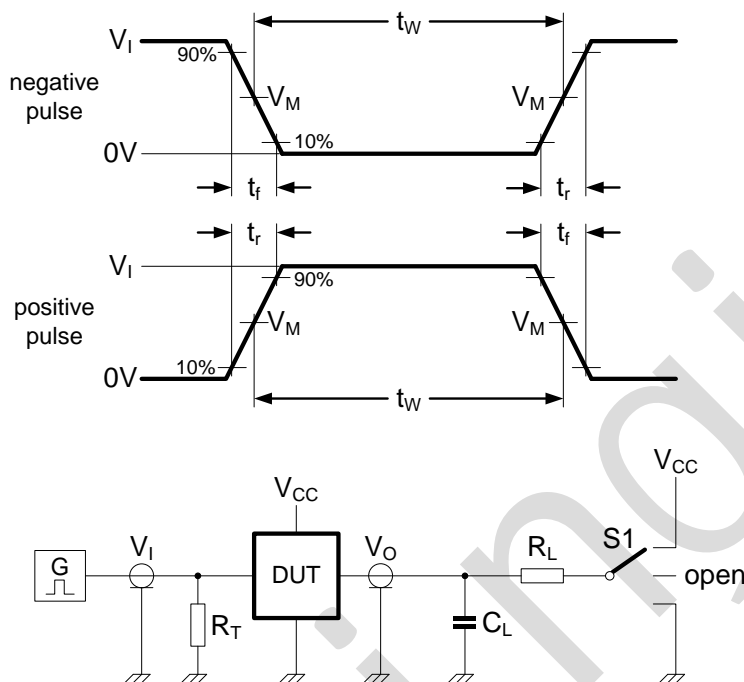 V_I
90%
t_W
negative
pulse
V_M
V_M
0V
10%
t_f
t_r
t_r
t_f
V_I
90%
positive
pulse
V_M
V_M
10%
0V
t_W
V_CC
V_CC
G
V_I
DUT
V_O
R_L
S1
open
R_T
C_L